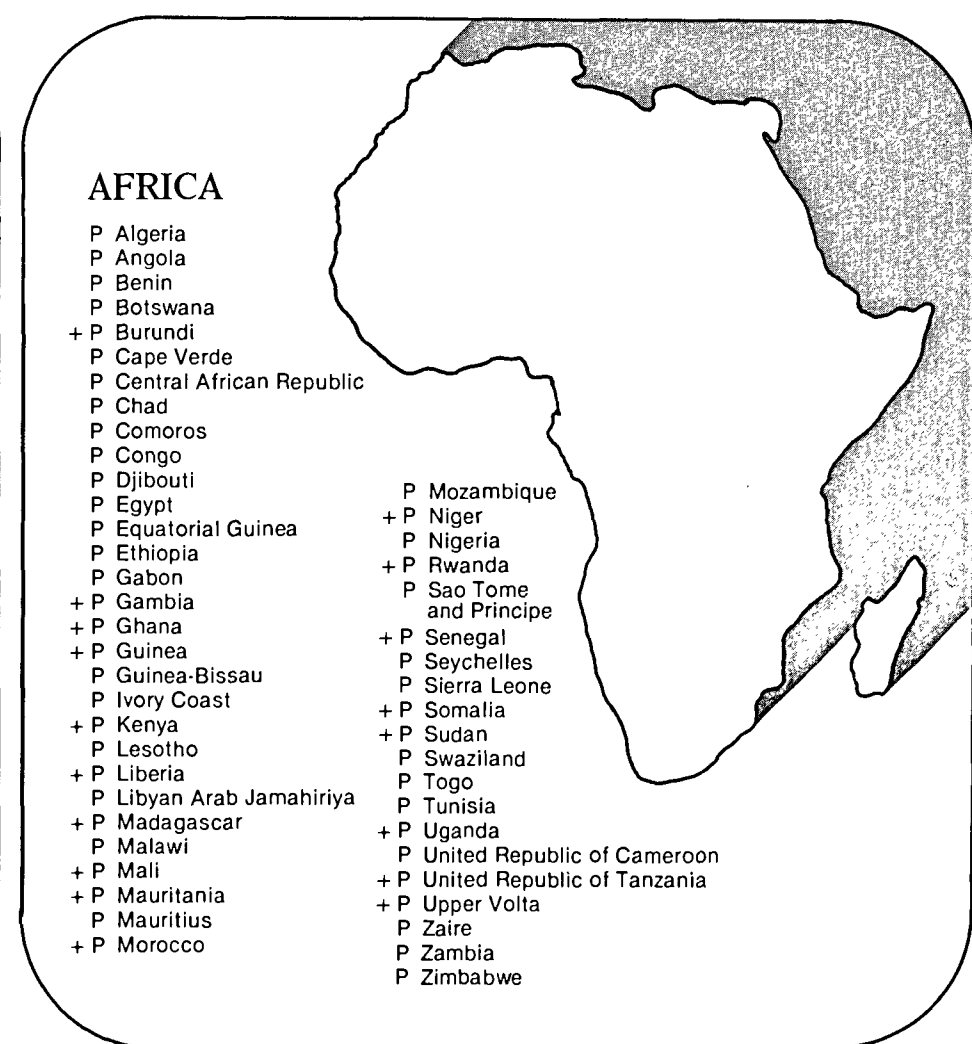 AFRICA
P Algeria
P Angola
P Benin
P Botswana
+ P Burundi
P Cape Verde
P Central African Republic
P Chad
P Comoros
P Congo
P Djibouti
P Egypt
P Equatorial Guinea
P Ethiopia
P Gabon
+ P Gambia
+ P Ghana
+ P Guinea
P Guinea-Bissau
P Ivory Coast
+ P Kenya
P Lesotho
+ P Liberia
P Libyan Arab Jamahiriya
+ P Madagascar
P Malawi
+ P Mali
+ P Mauritania
P Mauritius
+ P Morocco
P Mozambique
+ P Niger
P Nigeria
+ P Rwanda
P Sao Tome
and Principe
+ P Senegal
P Seychelles
P Sierra Leone
+ P Somalia
+ P Sudan
P Swaziland
P Togo
P Tunisia
+ P Uganda
P United Republic of Cameroon
+ P United Republic of Tanzania
+ P Upper Volta
P Zaire
P Zambia
P Zimbabwe